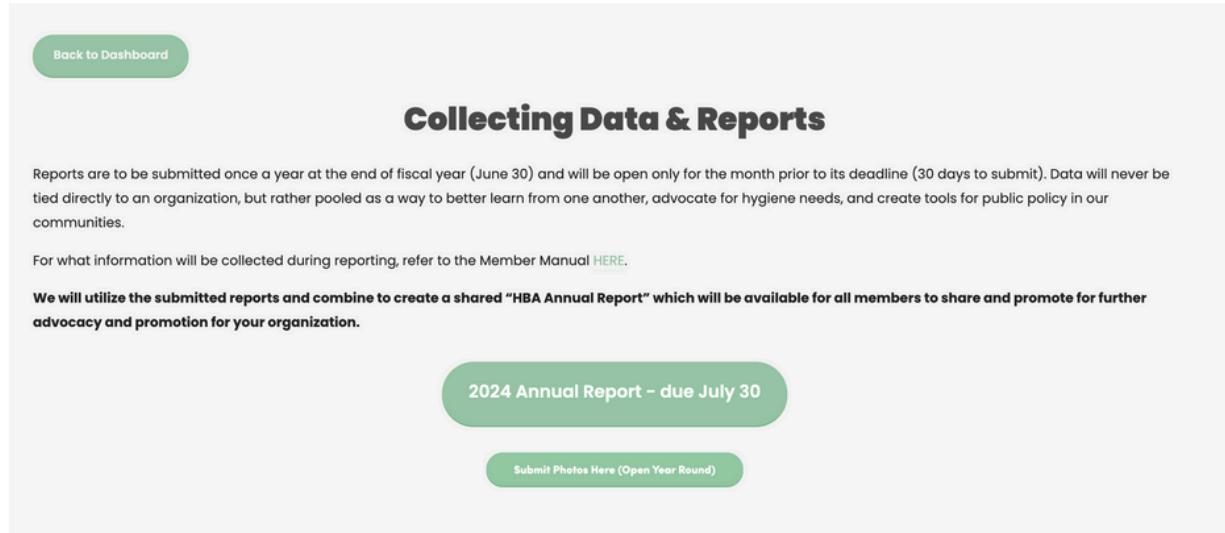 Back to Dashboard
Collecting Data & Reports
Reports are to be submitted once a year at the end of fiscal year (June 30) and will be open only for the month prior to its deadline (30 days to submit). Data will never be
tied directly to an organization, but rather pooled as a way to better learn from one another, advocate for hygiene needs, and create tools for public policy in our
communities.
For what information will be collected during reporting, refer to the Member Manual HERE.
We will utilize the submitted reports and combine to create a shared “HBA Annual Report” which will be available for all members to share and promote for further
advocacy and promotion for your organization.
2024 Annual Report - due July 30
Submit Photos Here (Open Year Round)